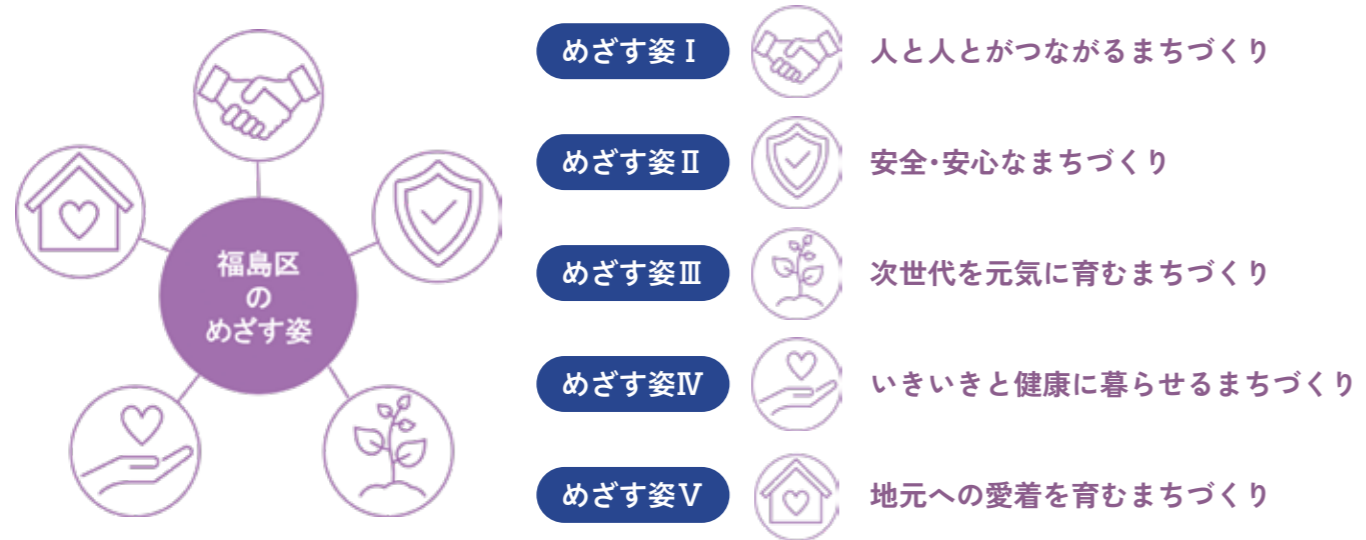 福島区
の
めざす姿
めざす姿Ⅰ
人と人とがつながるまちづくり
めざす姿Ⅱ
安全・安心なまちづくり
めざす姿Ⅲ
次世代を元気に育むまちづくり
めざす姿Ⅳ
いきいきと健康に暮らせるまちづくり
めざす姿Ⅴ
地元への愛着を育むまちづくり